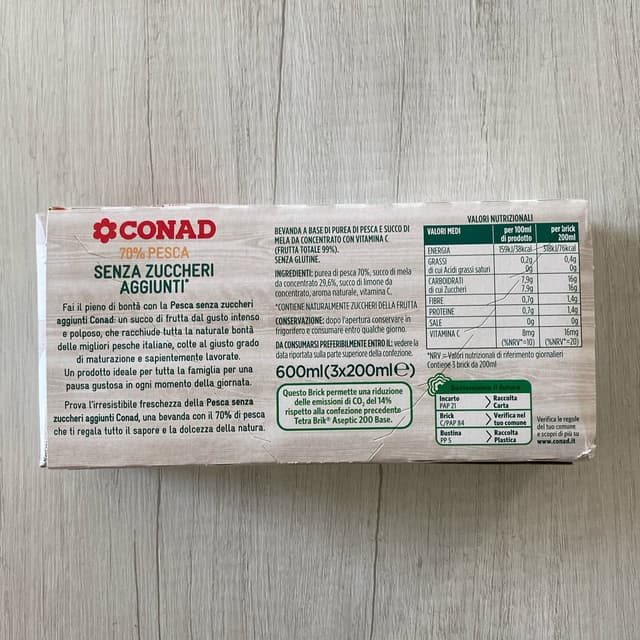 CONAD
70% PESCA
SENZA ZUCCHERI
AGGIUNTI*
Fai il pieno di bontà con la Pesca senza zuccheri
aggiunti Conad: un succo di frutta dal gusto intenso
e polposo, che racchiude tutta la naturale bontà
delle migliori pesche italiane, colte al giusto grado
di maturazione e sapientemente lavorate.
Un prodotto ideale per tutta la famiglia per una
pausa gustosa in ogni momento della giornata.
Prova l'irresistibile freschezza della Pesca senza
zuccheri aggiunti Conad, una bevanda con il 70% di pesca
che ti regala tutto il sapore e la dolcezza della natura.
BEVANDA A BASE DI PUREA DI PESCA E SUCCO DI
MELA DA CONCENTRATO CON VITAMINA C
(FRUTTA TOTALE 99%).
SENZA GLUTINE.
INGREDIENTI: purea di pesca 70%, succo di mela
da concentrato 29,6%, succo di limone da
concentrato, aroma naturale, vitamina C.
*CONTIENE NATURALMENTE ZUCCHERI DELLA FRUTTA
CONSERVAZIONE: dopo l'apertura conservare in
frigorifero e consumare entro qualche giorno.
DA CONSUMARSI PREFERIBILMENTE ENTRO IL: vedere la
data riportata sulla parte superiore della confezione.
600ml(3x200ml℮)
Questo Brick permette una riduzione
delle emissioni di CO₂ del 14%
rispetto alla confezione precedente
Tetra Brik® Aseptic 200 Base.
VALORI NUTRIZIONALI
VALORI MEDI per 100ml di prodotto per brick 200ml
ENERGIA 159kJ/38kcal 318kJ/76kcal
GRASSI 0,2g 0,4g
di cui Acidi grassi saturi 0g 0g
CARBOIDRATI 7,9g 16g
di cui Zuccheri 7,9g 16g
FIBRE 0,7g 1,4g
PROTEINE 0,7g 1,4g
SALE 0g 0g
VITAMINA C 8mg 16mg
(%NRV*=10) (%NRV*=20)
*NRV = Valori nutrizionali di riferimento giornalieri
Contiene 3 brick da 200ml
Sosteniamo il futuro
Incarto PAP 21 Raccolta Carta
Brick C/PAP 84 Verifica nel tuo comune
Bustina PP 5 Raccolta Plastica
Verifica le regole
del tuo comune
e scopri di più su
www.conad.it